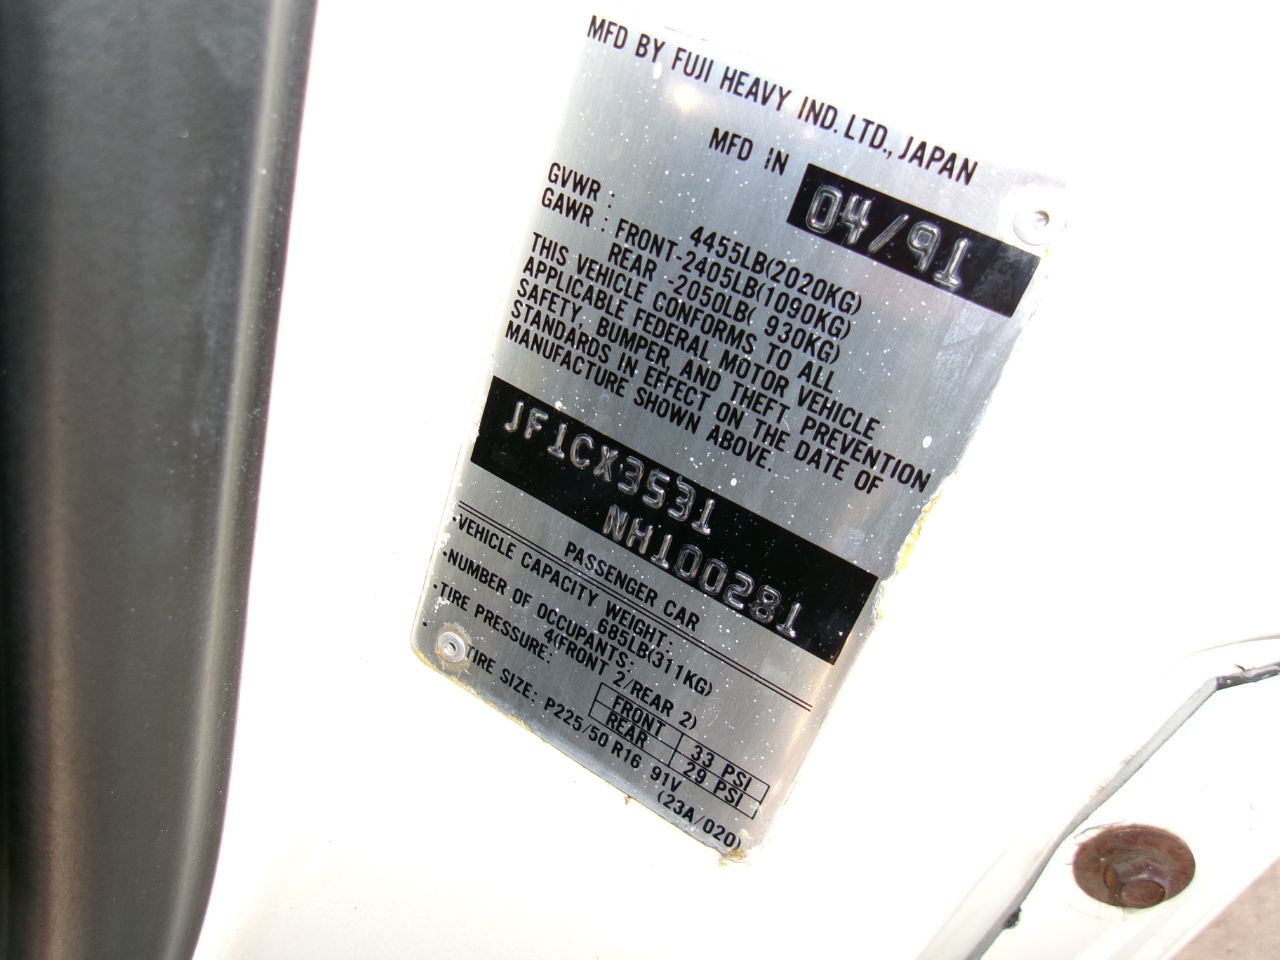 MFD BY FUJI HEAVY IND. LTD., JAPAN
MFD IN 04/91
GVWR : 4455LB(2020KG)
GAWR : FRONT-2405LB(1090KG)
REAR -2050LB( 930KG)
THIS VEHICLE CONFORMS TO ALL
APPLICABLE FEDERAL MOTOR VEHICLE
SAFETY, BUMPER, AND THEFT PREVENTION
STANDARDS IN EFFECT ON THE DATE OF
MANUFACTURE SHOWN ABOVE.
JF1CX3531
NH100281
PASSENGER CAR
·VEHICLE CAPACITY WEIGHT:
685LB(311KG)
·NUMBER OF OCCUPANTS:
4(FRONT 2/REAR 2)
·TIRE PRESSURE:
FRONT 33 PSI
REAR 29 PSI
·TIRE SIZE: P225/50 R16 91V
(23A/020)